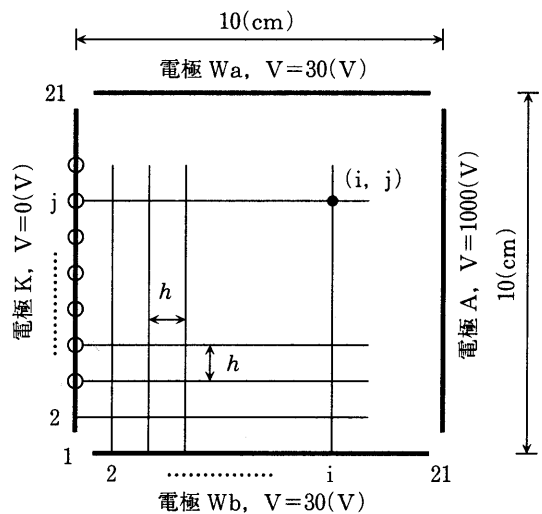 10(cm)
電極 Wa, V=30(V)
21
電極 K, V=0(V)
j
(i, j)
h
h
電極 A, V=1000(V)
10(cm)
2
1
2
i
21
電極 Wb, V=30(V)